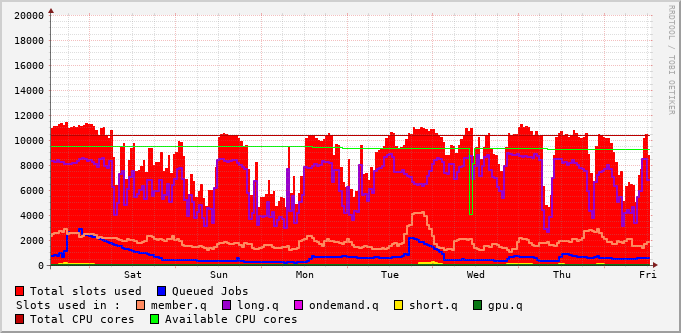 20000
18000
16000
14000
12000
10000
8000
6000
4000
2000
0
Sat Sun Mon Tue Wed Thu Fri
RRDTOOL / TOBI OETIKER
Total slots used Queued Jobs
Slots used in : member.q long.q ondemand.q short.q gpu.q
Total CPU cores Available CPU cores